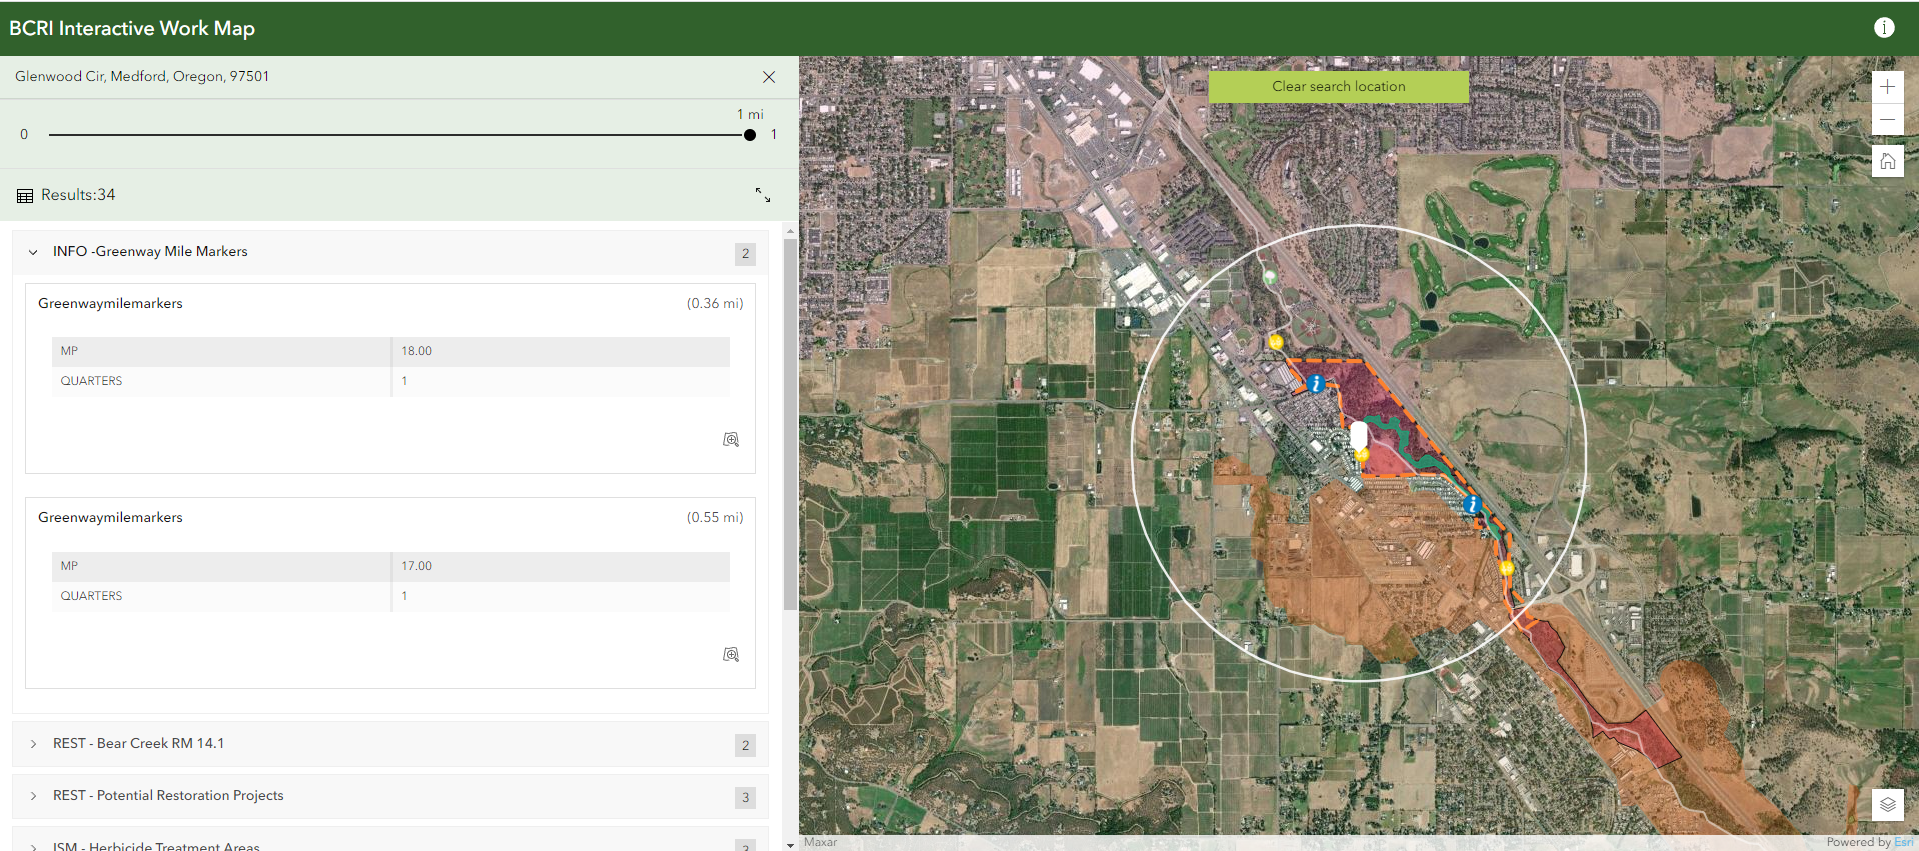 BCRI Interactive Work Map
Glenwood Cir, Medford, Oregon, 97501
1 mi
0
1
Results:34
INFO -Greenway Mile Markers
2
Greenwaymilemarkers
(0.36 mi)
MP
18.00
QUARTERS
1
Greenwaymilemarkers
(0.55 mi)
MP
17.00
QUARTERS
1
REST - Bear Creek RM 14.1
2
REST - Potential Restoration Projects
3
ISM - Herbicide Treatment Areas
Clear search location
Maxar
Powered by Esri